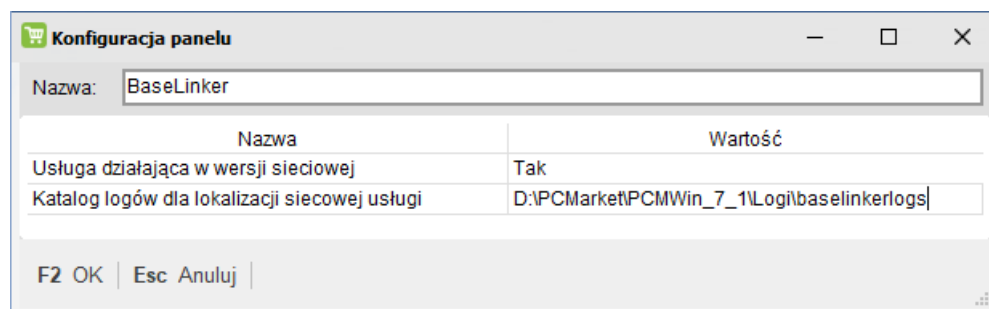 Konfiguracja panelu
Nazwa: BaseLinker
Nazwa Wartość
Usługa działająca w wersji sieciowej Tak
Katalog logów dla lokalizacji siecowej usługi D:\PCMarket\PCMWin_7_1\Logi\baselinkerlogs
F2 OK Esc Anuluj